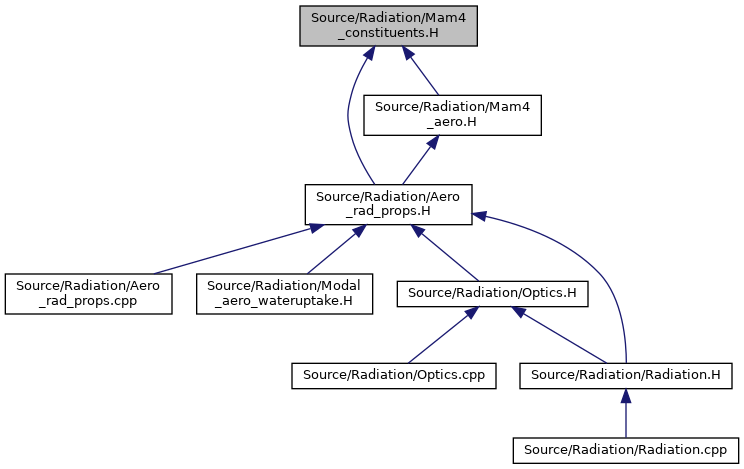 Source/Radiation/Mam4
_constituents.H
Source/Radiation/Mam4
_aero.H
Source/Radiation/Aero
_rad_props.H
Source/Radiation/Aero
_rad_props.cpp
Source/Radiation/Modal
_aero_wateruptake.H
Source/Radiation/Optics.H
Source/Radiation/Optics.cpp
Source/Radiation/Radiation.H
Source/Radiation/Radiation.cpp